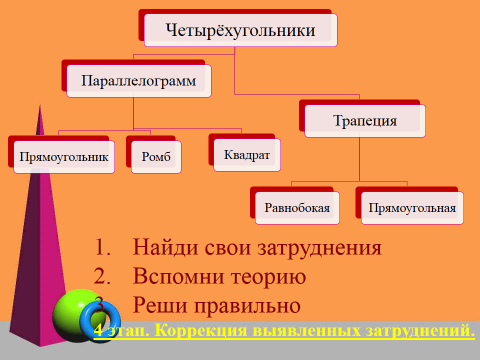 Четырёхугольники
Параллелограмм
Трапеция
Прямоугольник
Ромб
Квадрат
Равнобокая
Прямоугольная
1. Найди свои затруднения
2. Вспомни теорию
3. Реши правильно
4 этап. Коррекция выявленных затруднений.